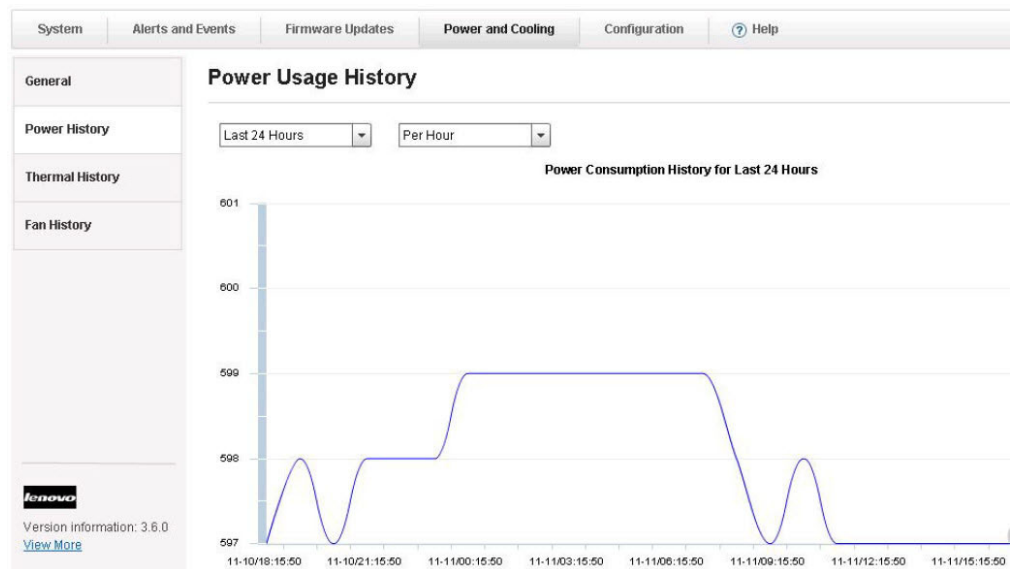 System Alerts and Events Firmware Updates Power and Cooling Configuration ? Help
General
Power History
Thermal History
Fan History
Power Usage History
Last 24 Hours Per Hour
Power Consumption History for Last 24 Hours
601
600
599
598
597
11-10/18:15:50 11-10/21:15:50 11-11/00:15:50 11-11/03:15:50 11-11/06:15:50 11-11/09:15:50 11-11/12:15:50 11-11/15:15:50
lenovo
Version information: 3.6.0
View More